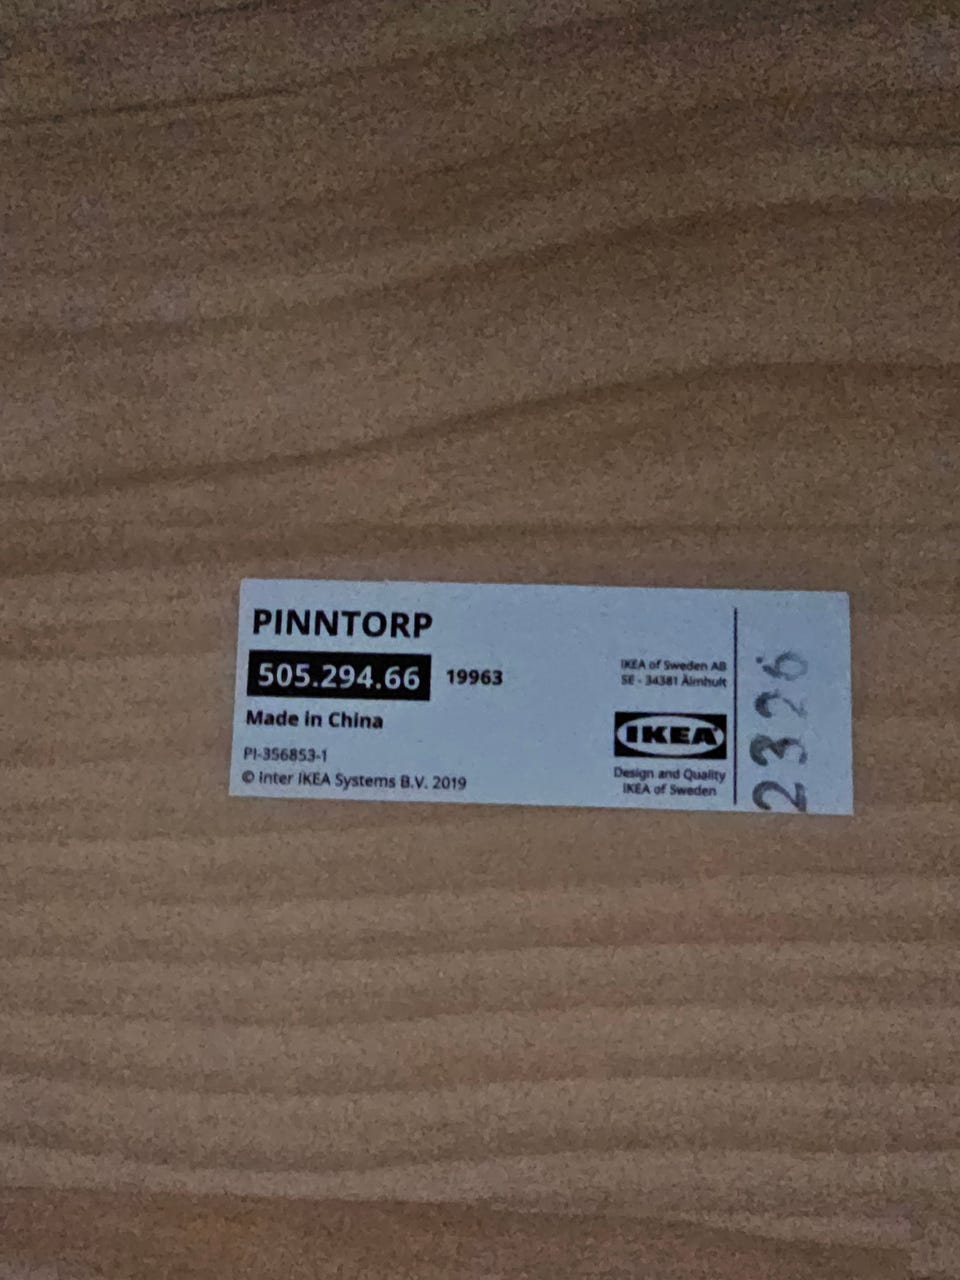 PINNTORP
505.294.66 19963
Made in China
PI-356853-1
© Inter IKEA Systems B.V. 2019
IKEA of Sweden AB
SE - 34381 Älmhult
IKEA
Design and Quality
IKEA of Sweden
2326